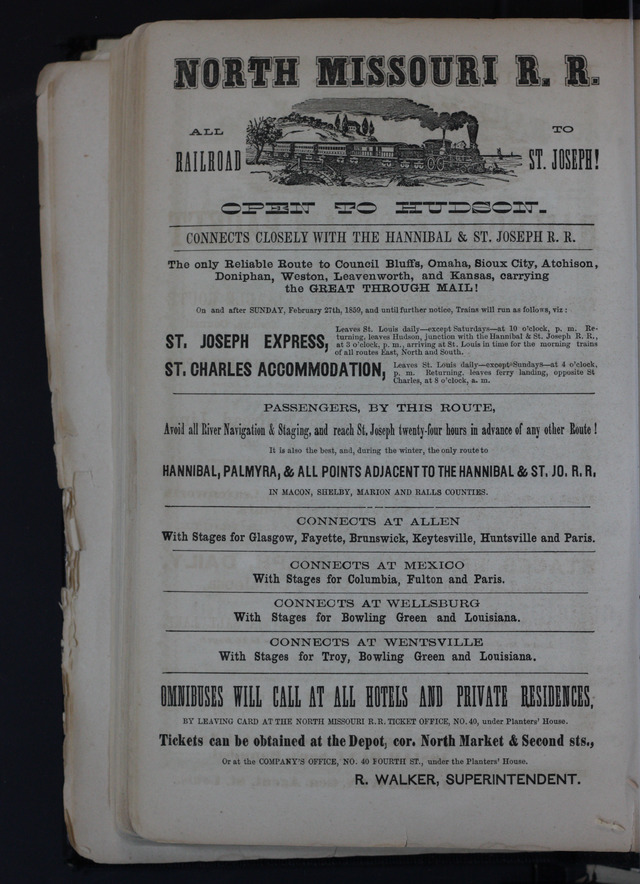 NORTH MISSOURI R. R.
ALL
RAILROAD
TO
ST. JOSEPH!
OPEN TO HUDSON.
CONNECTS CLOSELY WITH THE HANNIBAL & ST. JOSEPH R. R.
The only Reliable Route to Council Bluffs, Omaha, Sioux City, Atchison,
Doniphan, Weston, Leavenworth, and Kansas, carrying
the GREAT THROUGH MAIL!
On and after SUNDAY, February 27th, 1859, and until further notice, Trains will run as follows, viz:
ST. JOSEPH EXPRESS,
Leaves St. Louis daily—except Saturdays—at 10 o'clock, p. m. Re-
turning, leaves Hudson, junction with the Hannibal & St. Joseph R. R.,
at 3 o'clock, p. m., arriving at St. Louis in time for the morning trains
of all routes East, North and South.
ST. CHARLES ACCOMMODATION,
Leaves St. Louis daily—except Sundays—at 4 o'clock,
p. m. Returning, leaves ferry landing, opposite St
Charles, at 8 o'clock, a. m.
PASSENGERS, BY THIS ROUTE,
Avoid all River Navigation & Staging, and reach St. Joseph twenty-four hours in advance of any other Route!
It is also the best, and, during the winter, the only route to
HANNIBAL, PALMYRA, & ALL POINTS ADJACENT TO THE HANNIBAL & ST. JO. R. R.
IN MACON, SHELBY, MARION AND RALLS COUNTIES.
CONNECTS AT ALLEN
With Stages for Glasgow, Fayette, Brunswick, Keytesville, Huntsville and Paris.
CONNECTS AT MEXICO
With Stages for Columbia, Fulton and Paris.
CONNECTS AT WELLSBURG
With Stages for Bowling Green and Louisiana.
CONNECTS AT WENTSVILLE
With Stages for Troy, Bowling Green and Louisiana.
OMNIBUSES WILL CALL AT ALL HOTELS AND PRIVATE RESIDENCES,
BY LEAVING CARD AT THE NORTH MISSOURI R. R. TICKET OFFICE, NO. 40, under Planters' House.
Tickets can be obtained at the Depot, cor. North Market & Second sts.,
Or at the COMPANY'S OFFICE, NO. 40 FOURTH ST., under the Planters' House.
R. WALKER, SUPERINTENDENT.